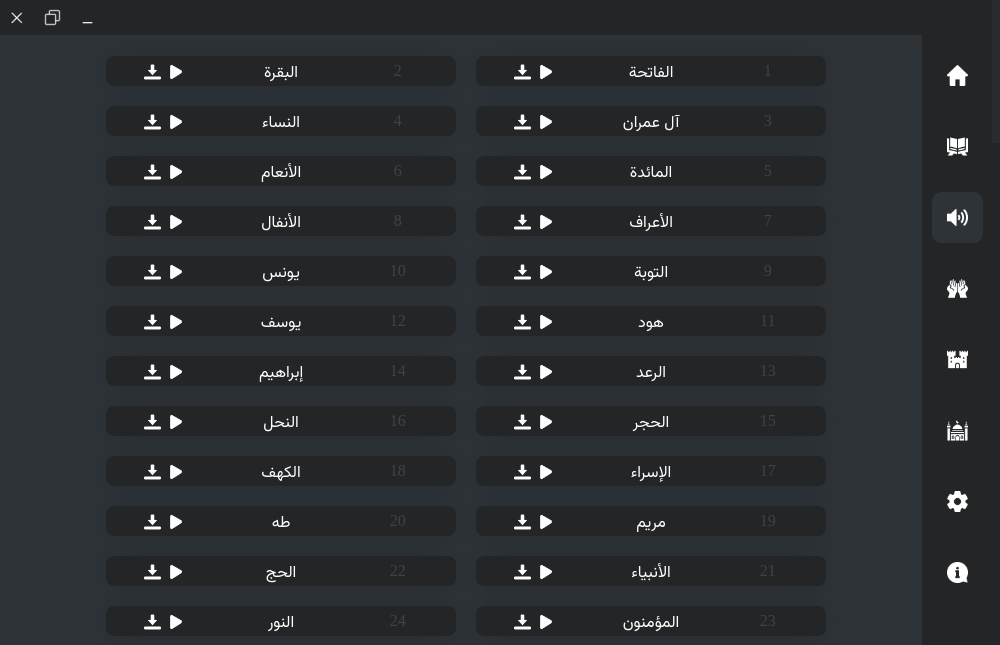 1 الفاتحة
2 البقرة
3 آل عمران
4 النساء
5 المائدة
6 الأنعام
7 الأعراف
8 الأنفال
9 التوبة
10 يونس
11 هود
12 يوسف
13 الرعد
14 إبراهيم
15 الحجر
16 النحل
17 الإسراء
18 الكهف
19 مريم
20 طه
21 الأنبياء
22 الحج
23 المؤمنون
24 النور